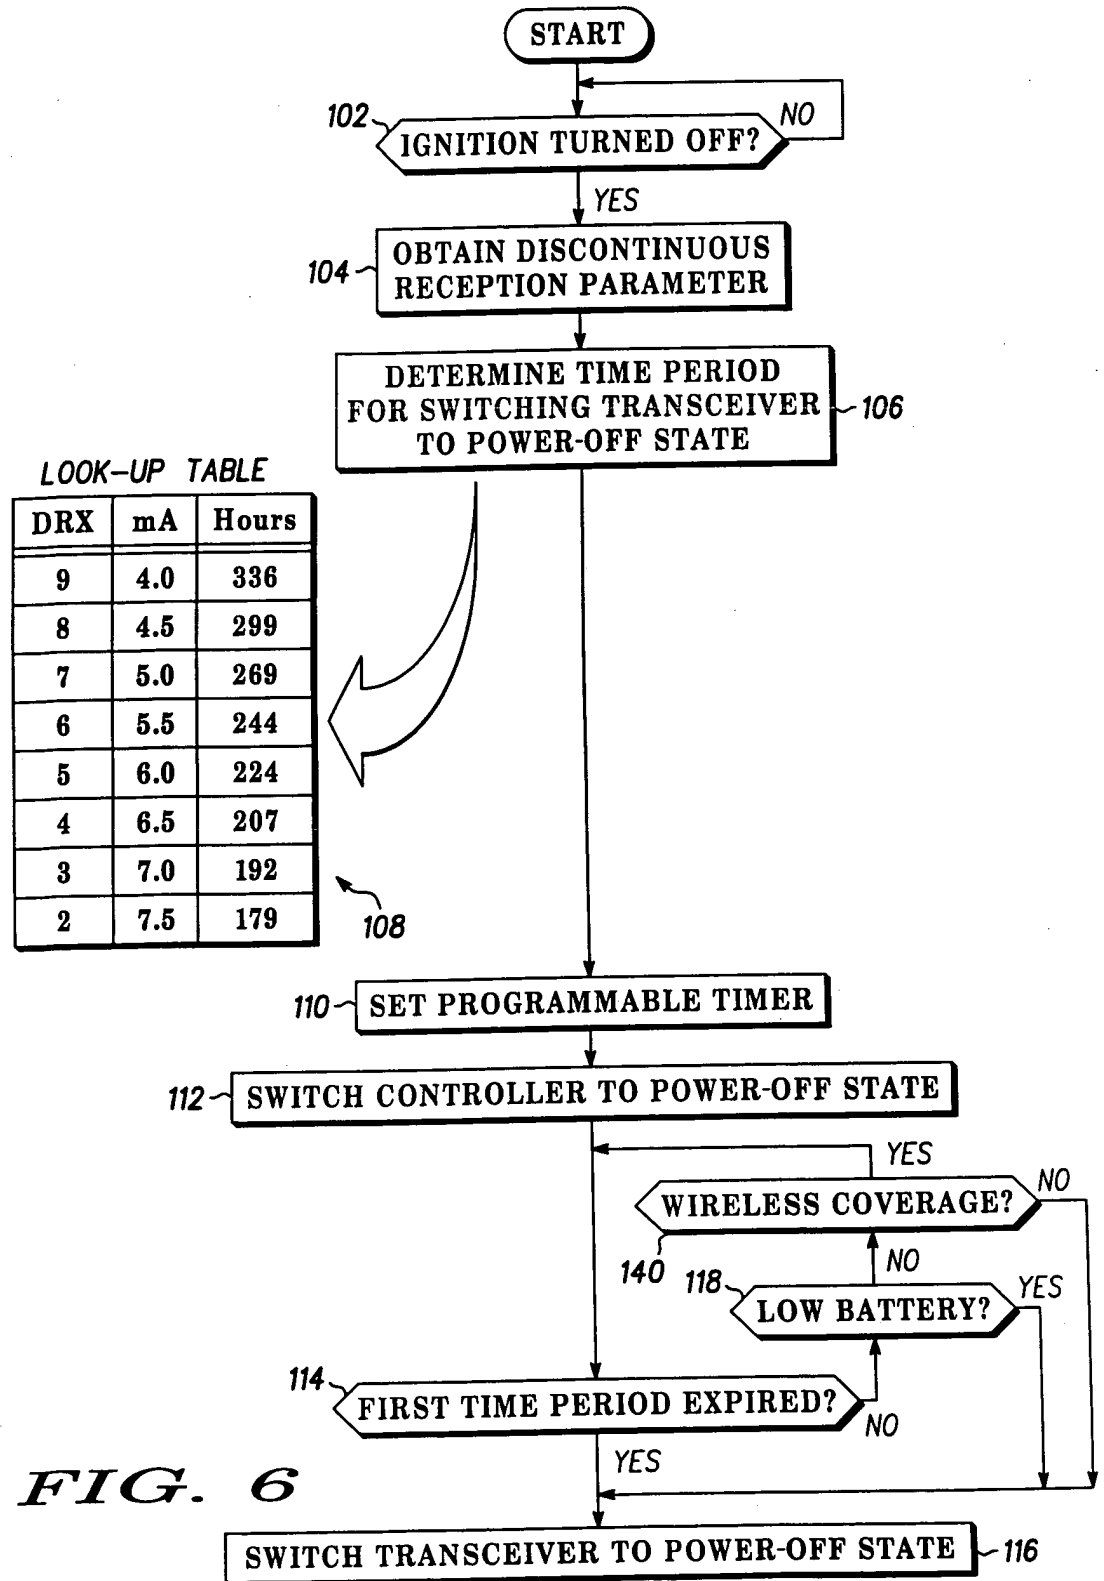 START
102
IGNITION TURNED OFF?
NO
YES
104
OBTAIN DISCONTINUOUS
RECEPTION PARAMETER
DETERMINE TIME PERIOD
FOR SWITCHING TRANSCEIVER
TO POWER-OFF STATE
106
LOOK-UP TABLE
DRX mA Hours
9 4.0 336
8 4.5 299
7 5.0 269
6 5.5 244
5 6.0 224
4 6.5 207
3 7.0 192
2 7.5 179
108
110
SET PROGRAMMABLE TIMER
112
SWITCH CONTROLLER TO POWER-OFF STATE
YES
WIRELESS COVERAGE?
NO
140
NO
118
LOW BATTERY?
YES
114
FIRST TIME PERIOD EXPIRED?
NO
YES
FIG. 6
SWITCH TRANSCEIVER TO POWER-OFF STATE
116